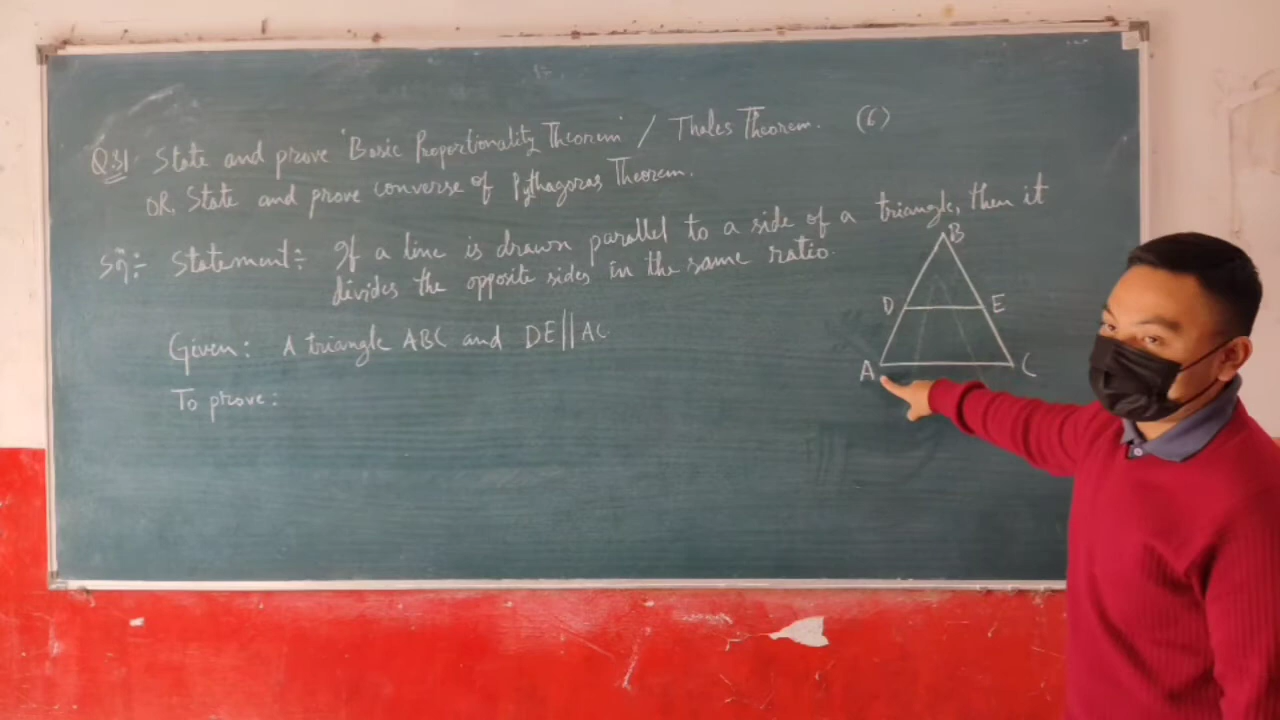 Q.31. State and prove 'Basic Proportionality Theorem' / Thales Theorem. (6)
OR, State and prove converse of Pythagoras Theorem.
Soln:- Statement:- If a line is drawn parallel to a side of a triangle, then it
divides the opposite sides in the same ratio.
Given: A triangle ABC and DE||AC
To prove:
B
D E
A C